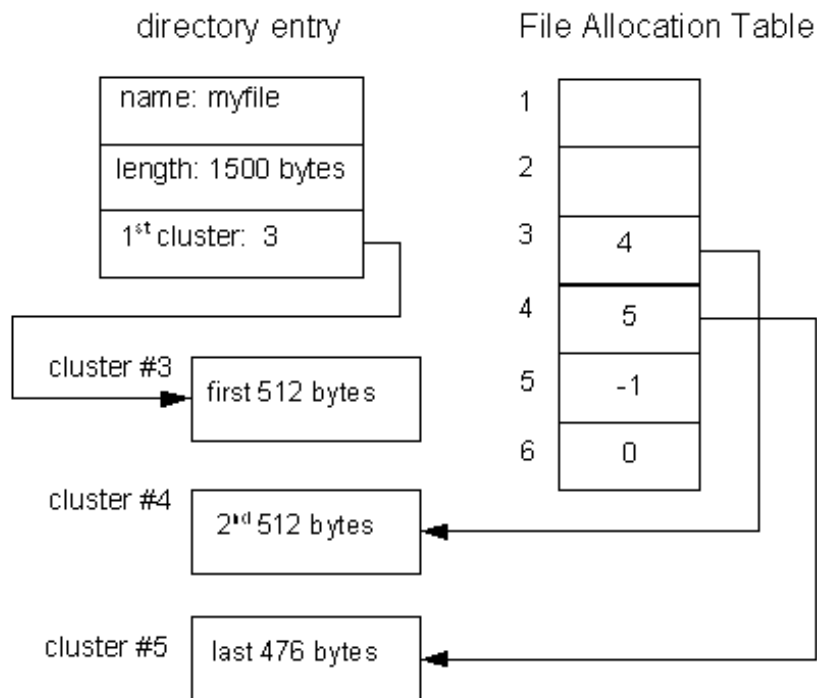 directory entry
File Allocation Table
name: myfile
length: 1500 bytes
1st cluster: 3
1
2
3
4
4
5
5
-1
6
0
cluster #3
first 512 bytes
cluster #4
2nd 512 bytes
cluster #5
last 476 bytes